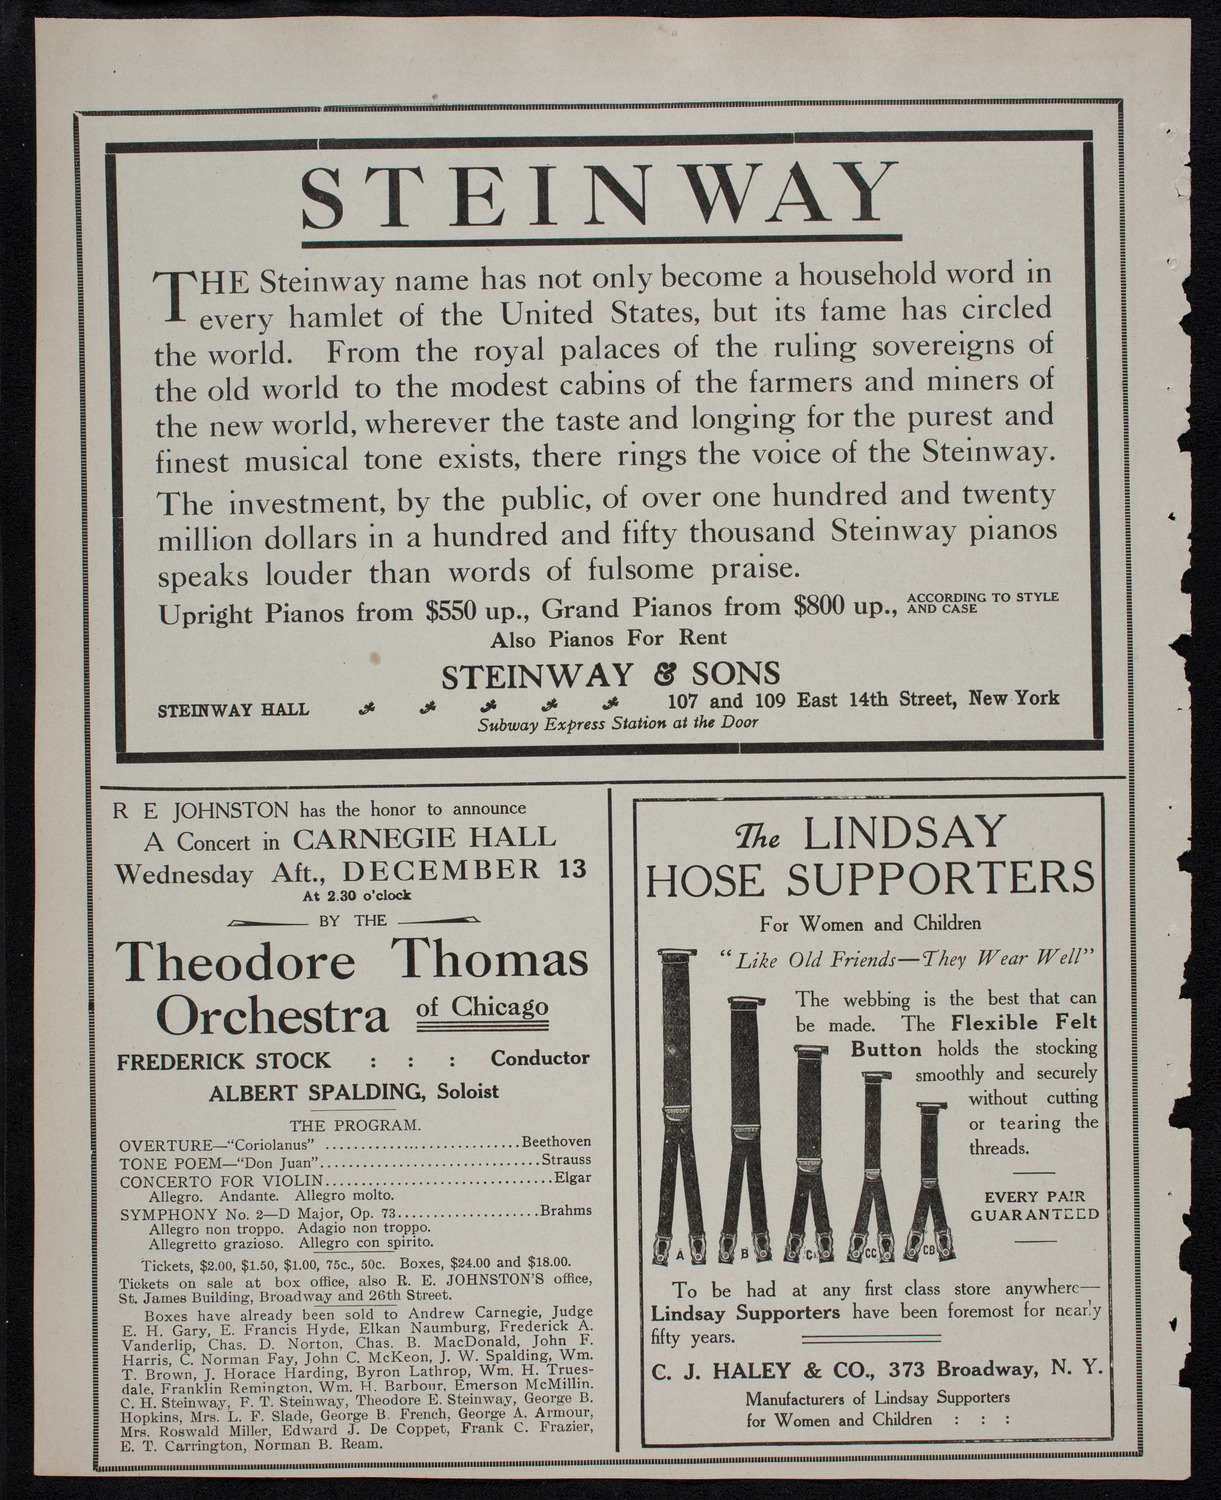 STEINWAY
THE Steinway name has not only become a household word in
every hamlet of the United States, but its fame has circled
the world. From the royal palaces of the ruling sovereigns of
the old world to the modest cabins of the farmers and miners of
the new world, wherever the taste and longing for the purest and
finest musical tone exists, there rings the voice of the Steinway.
The investment, by the public, of over one hundred and twenty
million dollars in a hundred and fifty thousand Steinway pianos
speaks louder than words of fulsome praise.
Upright Pianos from $550 up., Grand Pianos from $800 up., ACCORDING TO STYLE
AND CASE
Also Pianos For Rent
STEINWAY & SONS
STEINWAY HALL 107 and 109 East 14th Street, New York
Subway Express Station at the Door
R E JOHNSTON has the honor to announce
A Concert in CARNEGIE HALL
Wednesday Aft., DECEMBER 13
At 2.30 o'clock
BY THE
Theodore Thomas
Orchestra of Chicago
FREDERICK STOCK : : : Conductor
ALBERT SPALDING, Soloist
THE PROGRAM.
OVERTURE—"Coriolanus" ............................Beethoven
TONE POEM—"Don Juan"...............................Strauss
CONCERTO FOR VIOLIN................................Elgar
Allegro. Andante. Allegro molto.
SYMPHONY No. 2—D Major, Op. 73....................Brahms
Allegro non troppo. Adagio non troppo.
Allegretto grazioso. Allegro con spirito.
Tickets, $2.00, $1.50, $1.00, 75c., 50c. Boxes, $24.00 and $18.00.
Tickets on sale at box office, also R. E. JOHNSTON'S office,
St. James Building, Broadway and 26th Street.
Boxes have already been sold to Andrew Carnegie, Judge
E. H. Gary, E. Francis Hyde, Elkan Naumburg, Frederick A.
Vanderlip, Chas. D. Norton, Chas. B. MacDonald, John F.
Harris, C. Norman Fay, John C. McKeon, J. W. Spalding, Wm.
T. Brown, J. Horace Harding, Byron Lathrop, Wm. H. Trues-
dale, Franklin Remington, Wm. H. Barbour, Emerson McMillin.
C. H. Steinway, F. T. Steinway, Theodore E. Steinway, George B.
Hopkins, Mrs. L. F. Slade, George B. French, George A. Armour,
Mrs. Roswald Miller, Edward J. De Coppet, Frank C. Frazier,
E. T. Carrington, Norman B. Ream.
The LINDSAY
HOSE SUPPORTERS
For Women and Children
"Like Old Friends—They Wear Well"
The webbing is the best that can
be made. The Flexible Felt
Button holds the stocking
smoothly and securely
without cutting
or tearing the
threads.
EVERY PAIR
GUARANTEED
A B C CC CB
To be had at any first class store anywhere—
Lindsay Supporters have been foremost for nearly
fifty years.
C. J. HALEY & CO., 373 Broadway, N. Y.
Manufacturers of Lindsay Supporters
for Women and Children : : :